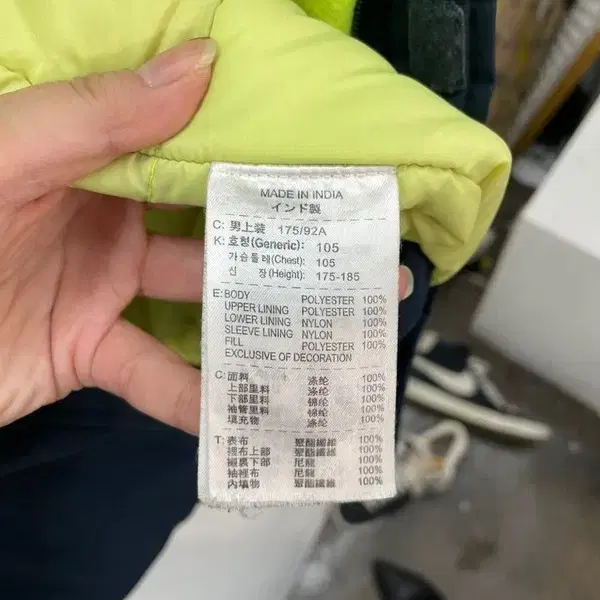 MADE IN INDIA
インド製
C: 男上装 175/92A
K: 호칭(Generic): 105
가슴둘레(Chest): 105
신 장(Height): 175-185
E: BODY POLYESTER 100%
UPPER LINING POLYESTER 100%
LOWER LINING NYLON 100%
SLEEVE LINING NYLON 100%
FILL POLYESTER 100%
EXCLUSIVE OF DECORATION
C: 面料 涤纶 100%
上部里料 涤纶 100%
下部里料 锦纶 100%
袖管里料 锦纶 100%
填充物 涤纶 100%
T: 表布 聚酯纖維 100%
裡布上部 聚酯纖維 100%
裡布下部 尼龍 100%
袖裡布 尼龍 100%
內填物 聚酯纖維 100%